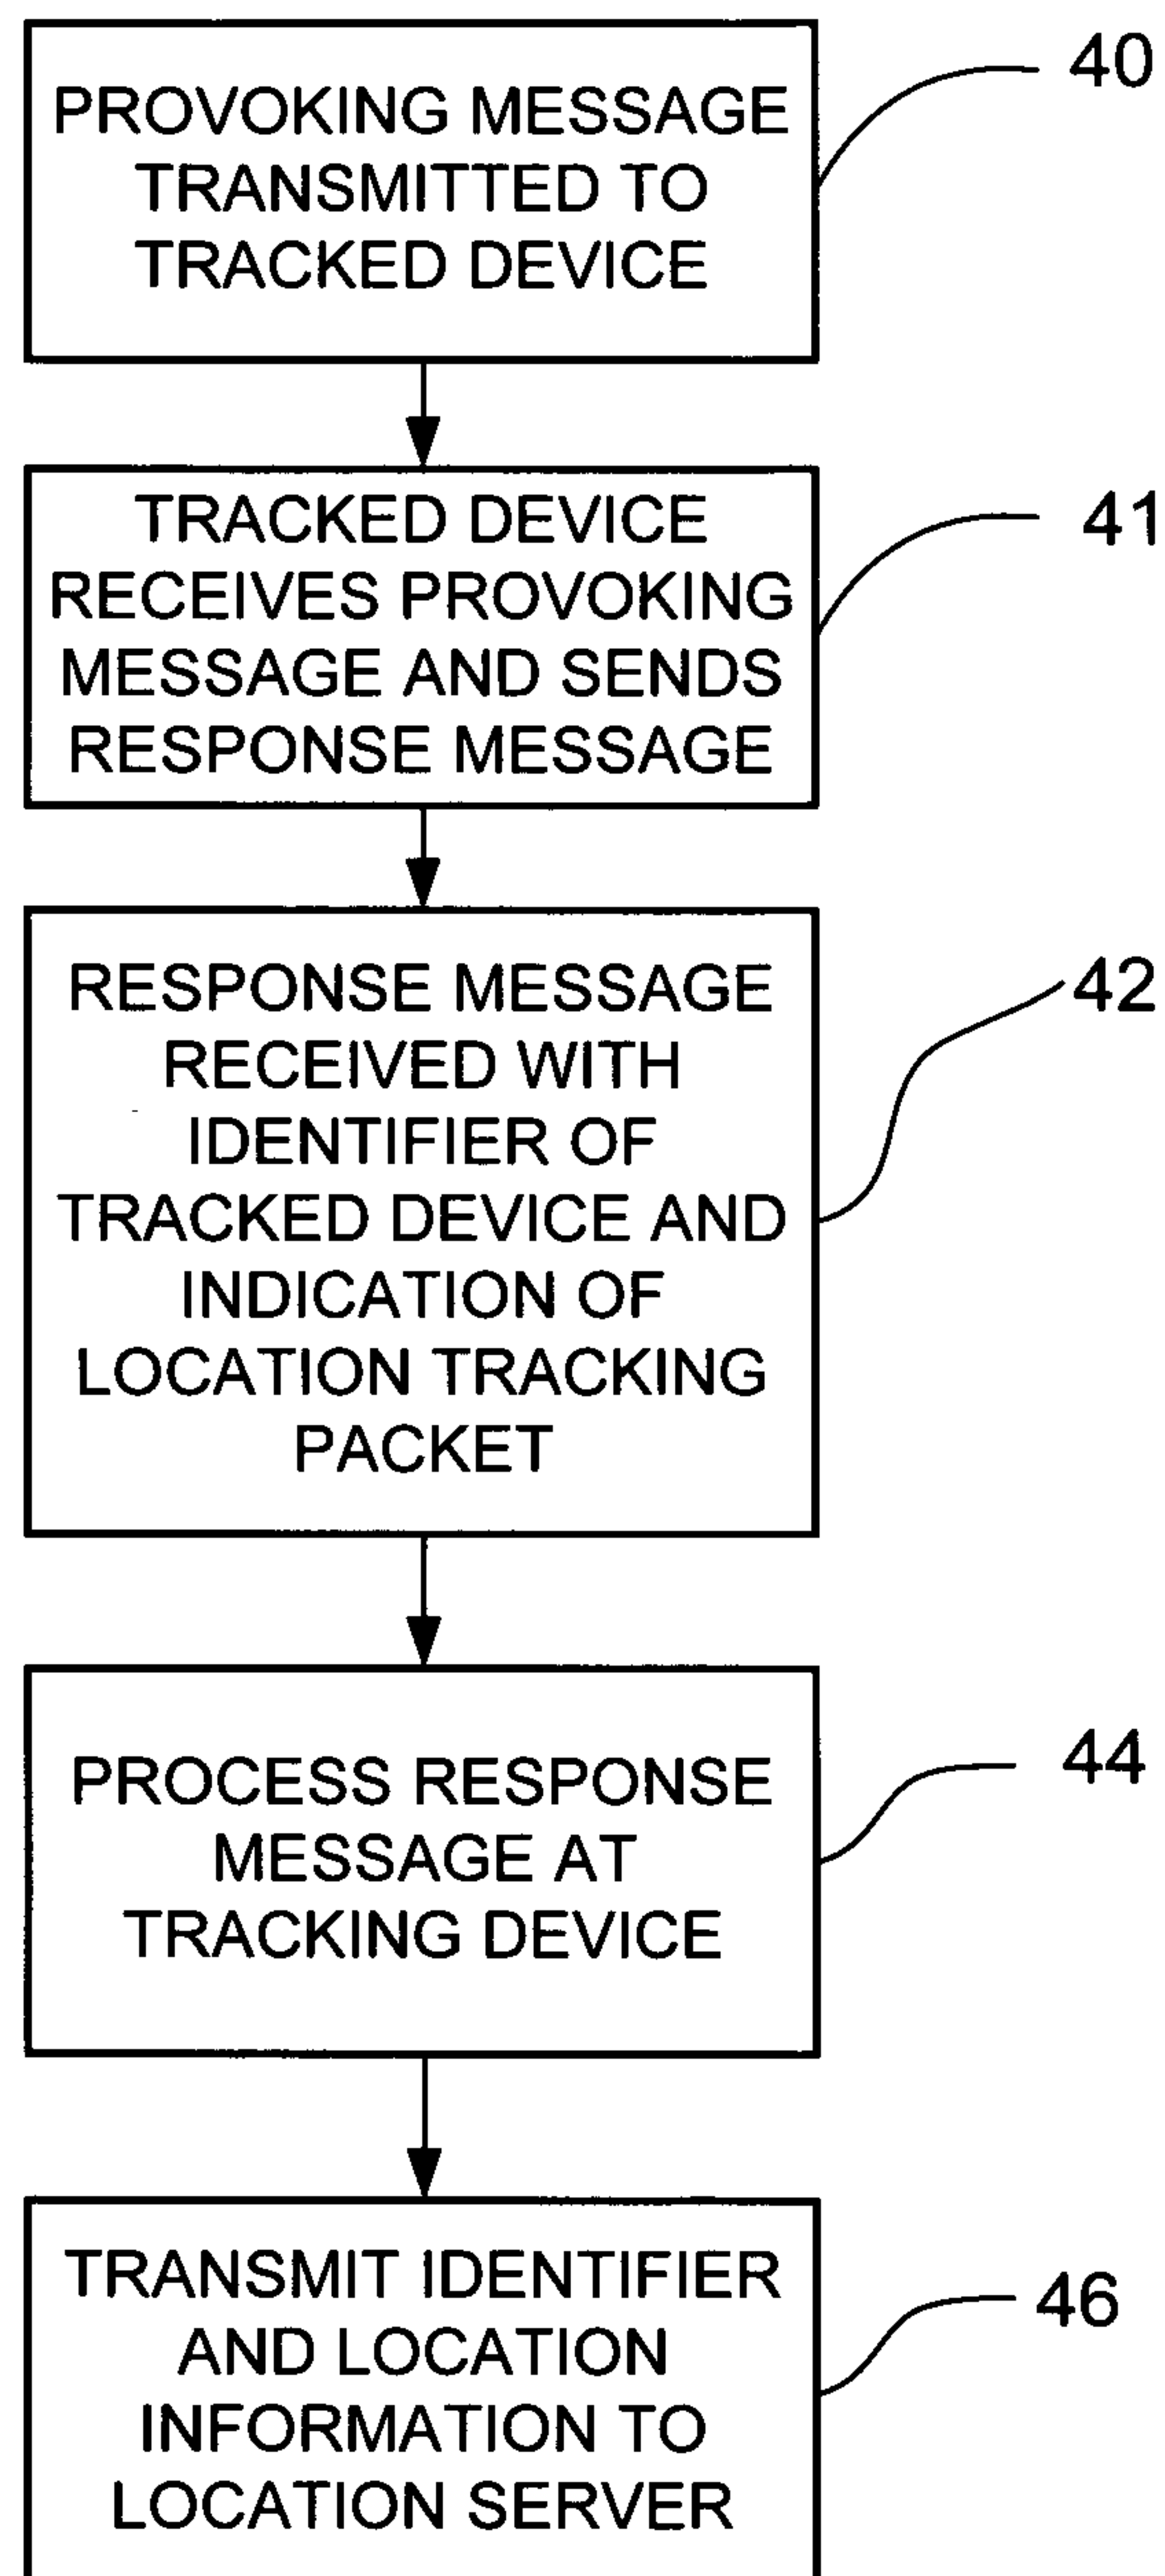 PROVOKING MESSAGE
TRANSMITTED TO
TRACKED DEVICE
40
TRACKED DEVICE
RECEIVES PROVOKING
MESSAGE AND SENDS
RESPONSE MESSAGE
41
RESPONSE MESSAGE
RECEIVED WITH
IDENTIFIER OF
TRACKED DEVICE AND
INDICATION OF
LOCATION TRACKING
PACKET
42
PROCESS RESPONSE
MESSAGE AT
TRACKING DEVICE
44
TRANSMIT IDENTIFIER
AND LOCATION
INFORMATION TO
LOCATION SERVER
46